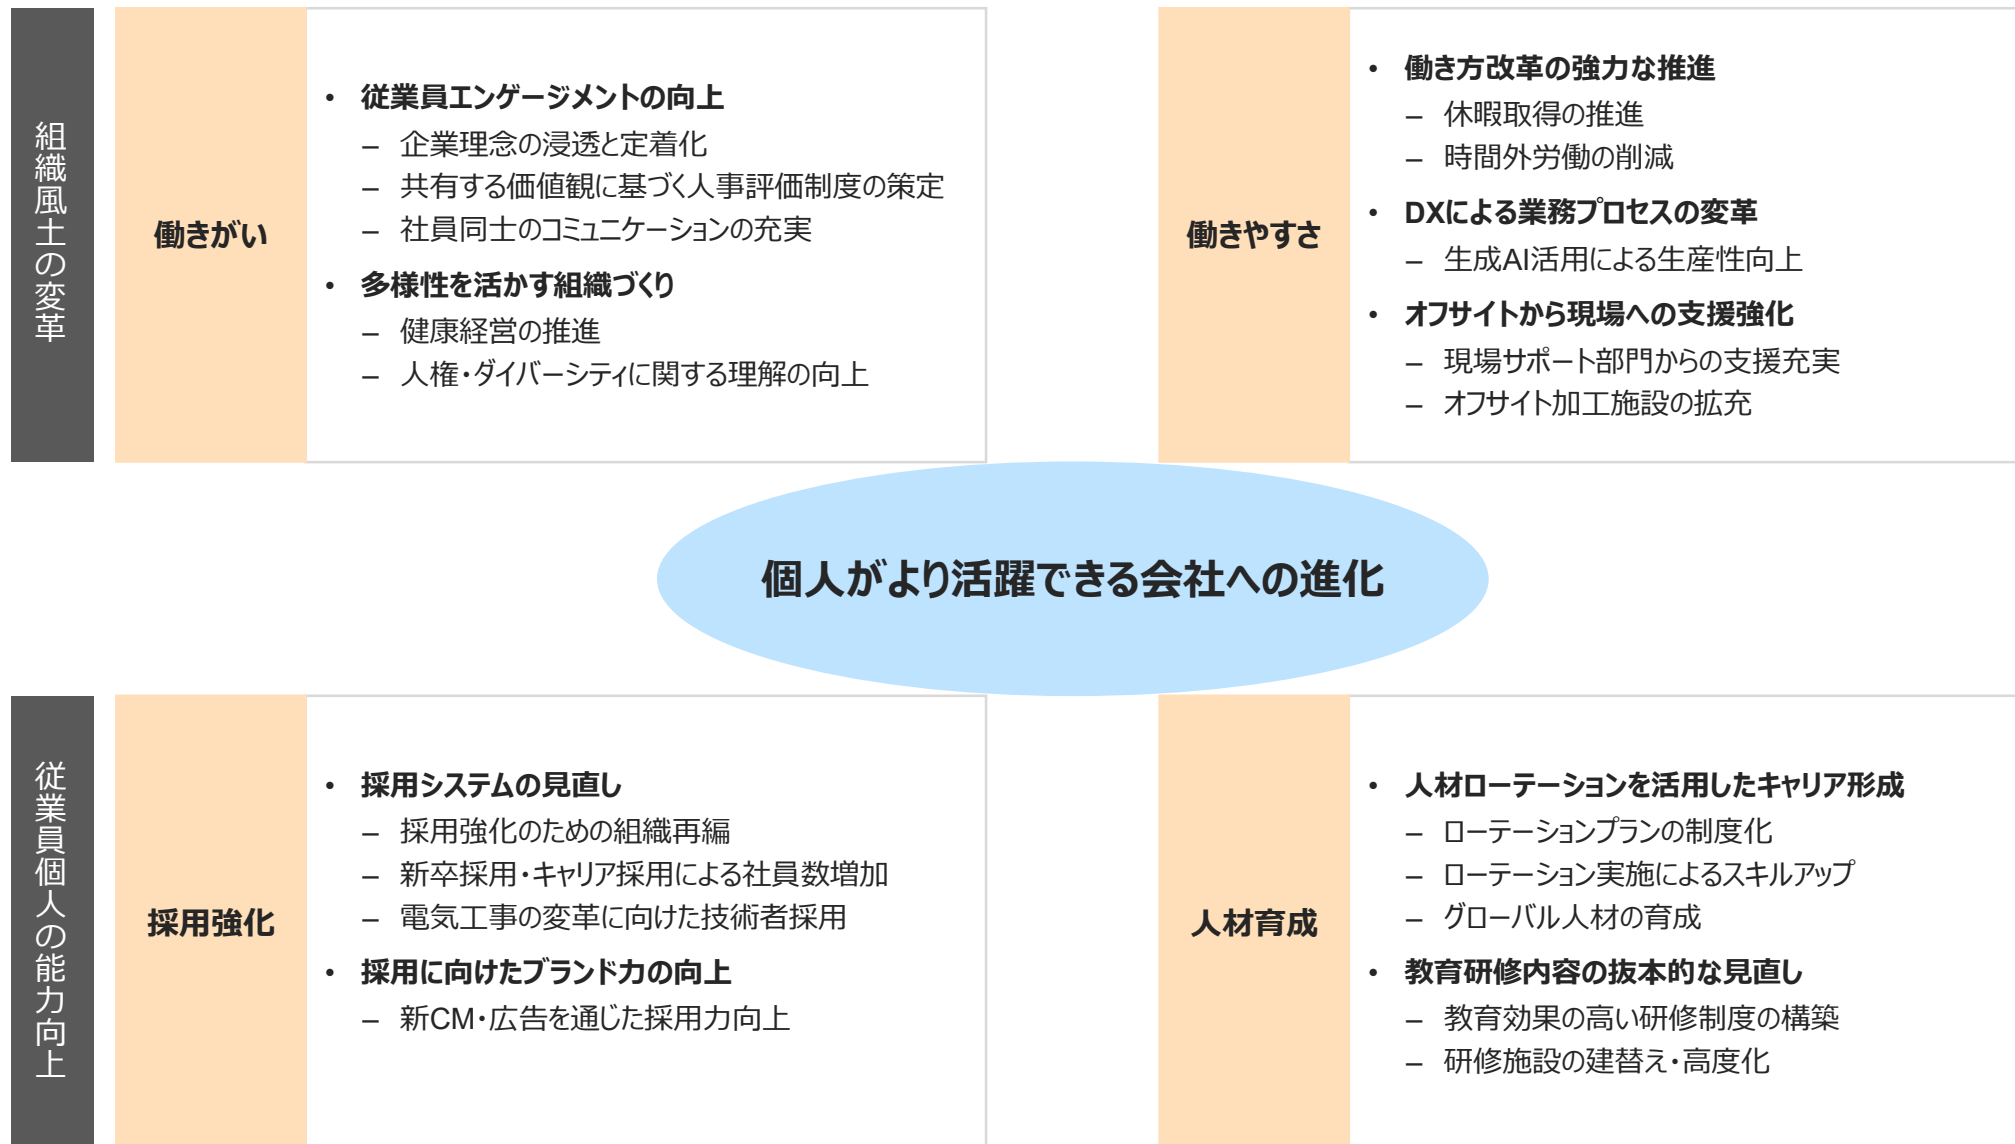 組織風土の変革
働きがい
• 従業員エンゲージメントの向上
– 企業理念の浸透と定着化
– 共有する価値観に基づく人事評価制度の策定
– 社員同士のコミュニケーションの充実
• 多様性を活かす組織づくり
– 健康経営の推進
– 人権・ダイバーシティに関する理解の向上
働きやすさ
• 働き方改革の強力な推進
– 休暇取得の推進
– 時間外労働の削減
• DXによる業務プロセスの変革
– 生成AI活用による生産性向上
• オフサイトから現場への支援強化
– 現場サポート部門からの支援充実
– オフサイト加工施設の拡充
個人がより活躍できる会社への進化
従業員個人の能力向上
採用強化
• 採用システムの見直し
– 採用強化のための組織再編
– 新卒採用・キャリア採用による社員数増加
– 電気工事の変革に向けた技術者採用
• 採用に向けたブランド力の向上
– 新CM・広告を通じた採用力向上
人材育成
• 人材ローテーションを活用したキャリア形成
– ローテーションプランの制度化
– ローテーション実施によるスキルアップ
– グローバル人材の育成
• 教育研修内容の抜本的な見直し
– 教育効果の高い研修制度の構築
– 研修施設の建替え・高度化